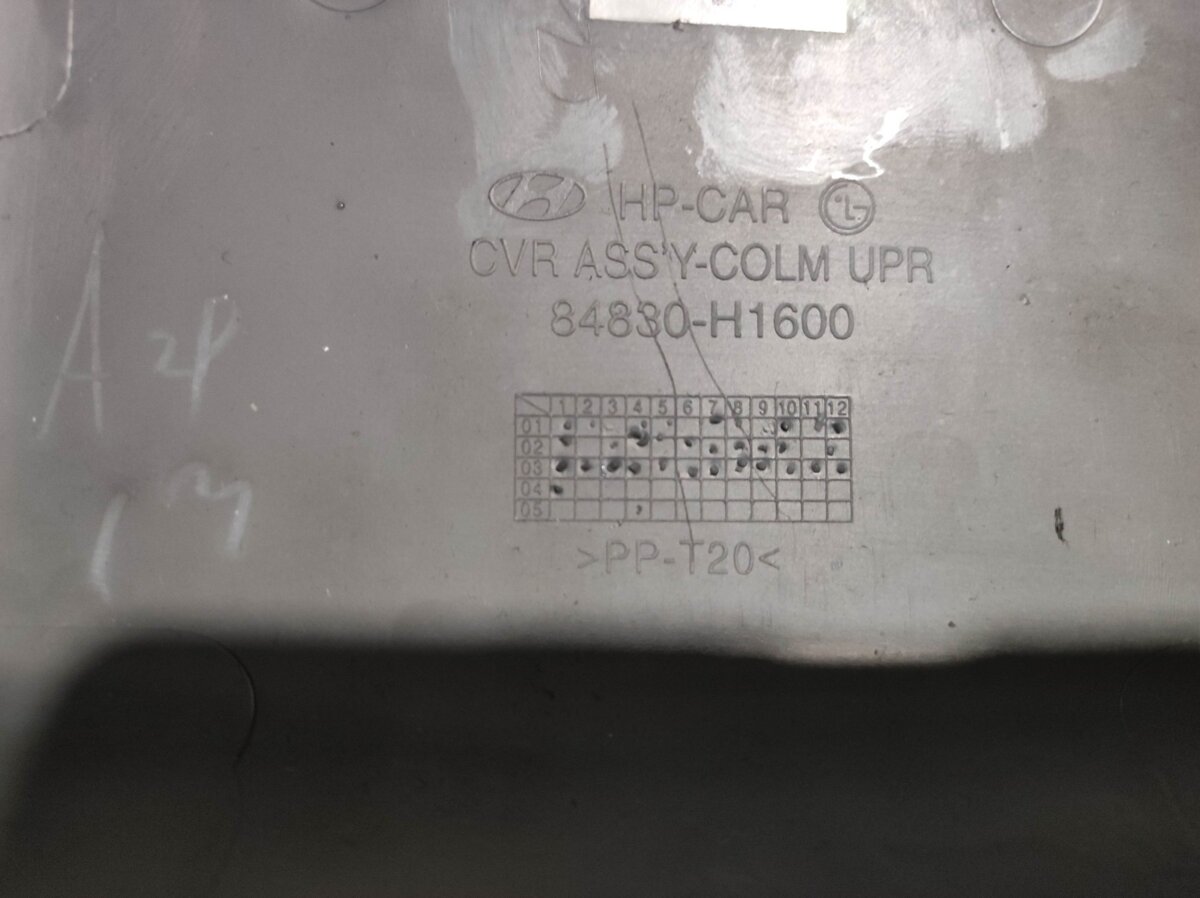 HP-CAR
CVR ASS'Y-COLM UPR
84830-H1600
1 2 3 4 5 6 7 8 9 10 11 12
01
02
03
04
05
>PP-T20<
A 2P